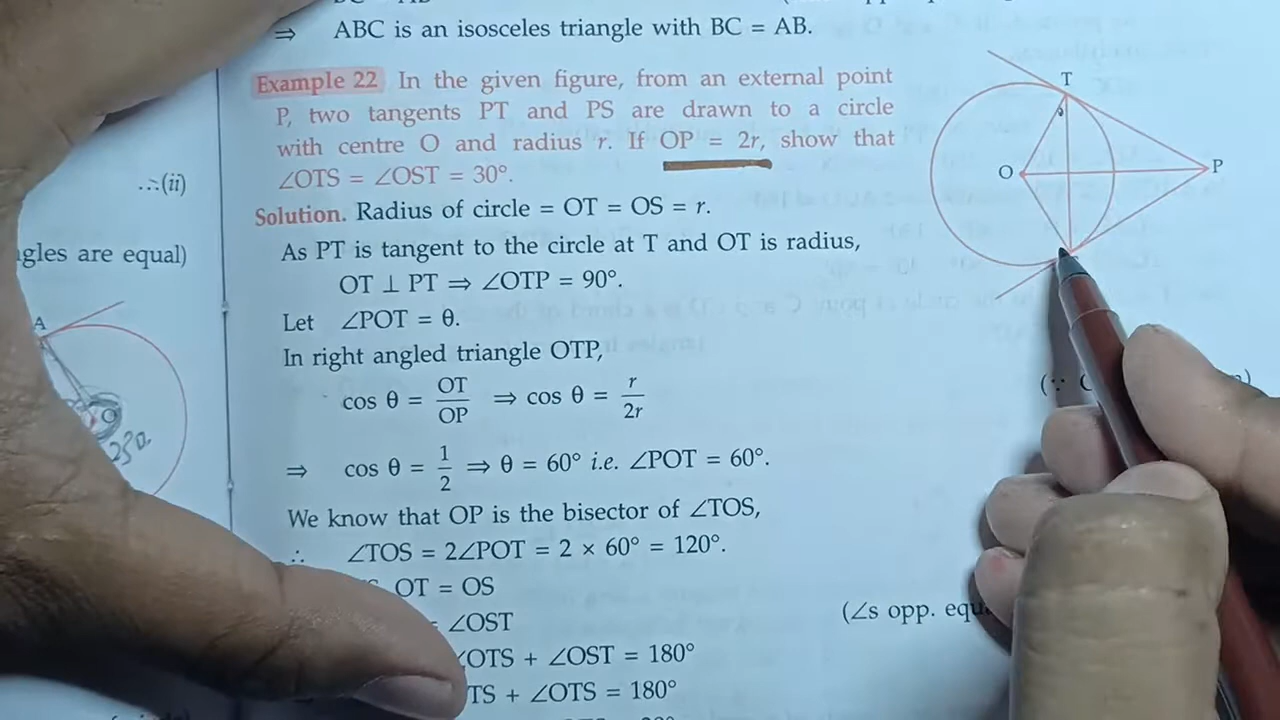 ⇒ ABC is an isosceles triangle with BC = AB.
Example 22 In the given figure, from an external point
P, two tangents PT and PS are drawn to a circle
with centre O and radius r. If OP = 2r, show that
∠OTS = ∠OST = 30°.
Solution. Radius of circle = OT = OS = r.
As PT is tangent to the circle at T and OT is radius,
OT ⊥ PT ⇒ ∠OTP = 90°.
Let ∠POT = θ.
In right angled triangle OTP,
cos θ = OT/OP ⇒ cos θ = r/2r
⇒ cos θ = 1/2 ⇒ θ = 60° i.e. ∠POT = 60°.
We know that OP is the bisector of ∠TOS,
∴ ∠TOS = 2∠POT = 2 × 60° = 120°.
OT = OS
∠OST
(∠s opp.
∠OTS + ∠OST = 180°
TS + ∠OTS = 180°
...(ii)
gles are equal)
A
O
T
O
P